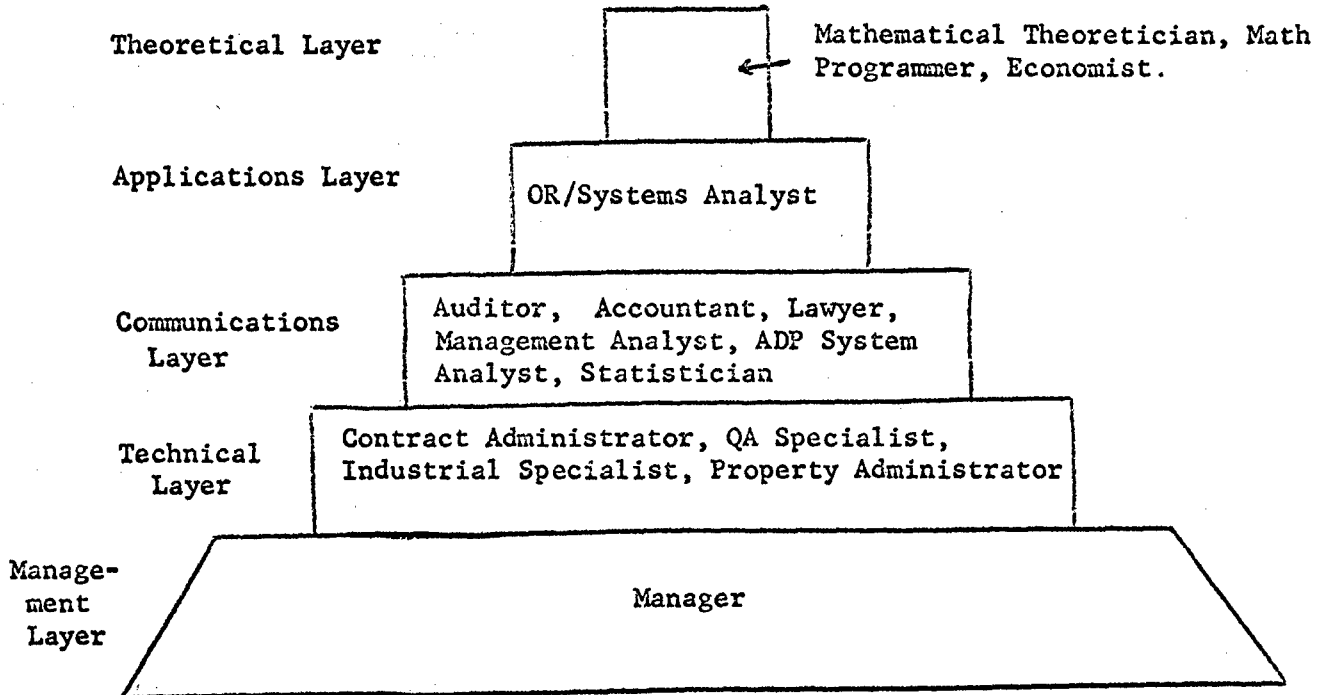 Theoretical Layer
Mathematical Theoretician, Math
Programmer, Economist.
Applications Layer
OR/Systems Analyst
Communications
Layer
Auditor, Accountant, Lawyer,
Management Analyst, ADP System
Analyst, Statistician
Technical
Layer
Contract Administrator, QA Specialist,
Industrial Specialist, Property Administrator
Manage-
ment
Layer
Manager